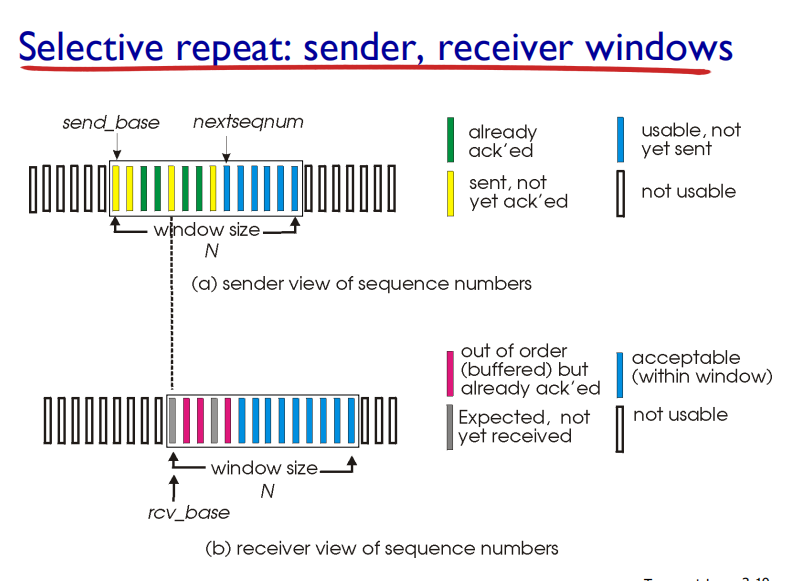 Selective repeat: sender, receiver windows
send_base
nextseqnum
already
ack'ed
usable, not
yet sent
sent, not
yet ack'ed
not usable
window size
N
(a) sender view of sequence numbers
out of order
(buffered) but
already ack'ed
acceptable
(within window)
Expected, not
yet received
not usable
window size
N
rcv_base
(b) receiver view of sequence numbers